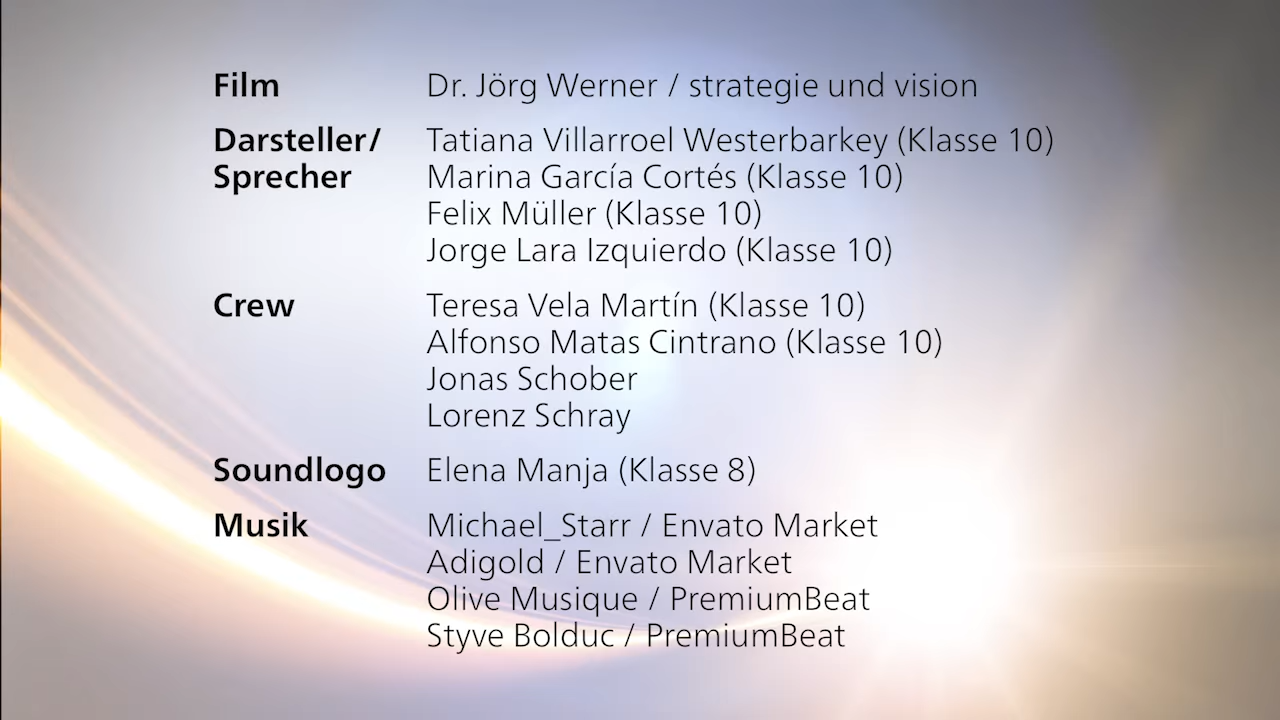 Film Dr. Jörg Werner / strategie und vision
Darsteller/ Tatiana Villarroel Westerbarkey (Klasse 10)
Sprecher Marina García Cortés (Klasse 10)
Felix Müller (Klasse 10)
Jorge Lara Izquierdo (Klasse 10)
Crew Teresa Vela Martín (Klasse 10)
Alfonso Matas Cintrano (Klasse 10)
Jonas Schober
Lorenz Schray
Soundlogo Elena Manja (Klasse 8)
Musik Michael_Starr / Envato Market
Adigold / Envato Market
Olive Musique / PremiumBeat
Styve Bolduc / PremiumBeat